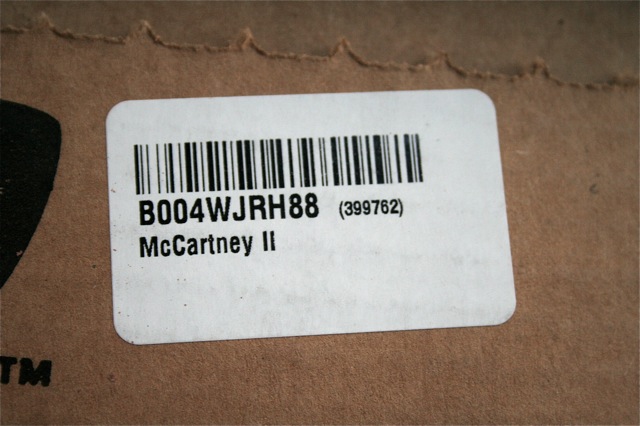 B004WJRH88 (399762)
McCartney II
TM